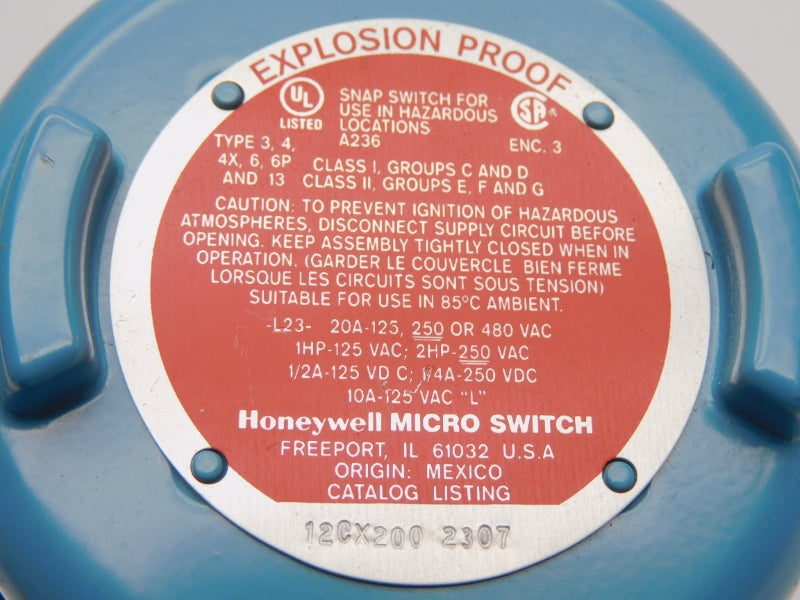 EXPLOSION PROOF
UL
LISTED
SNAP SWITCH FOR
USE IN HAZARDOUS
LOCATIONS
A236
SA
ENC. 3
TYPE 3, 4,
4X, 6, 6P
AND 13
CLASS I, GROUPS C AND D
CLASS II, GROUPS E, F AND G
CAUTION: TO PREVENT IGNITION OF HAZARDOUS
ATMOSPHERES, DISCONNECT SUPPLY CIRCUIT BEFORE
OPENING. KEEP ASSEMBLY TIGHTLY CLOSED WHEN IN
OPERATION. (GARDER LE COUVERCLE BIEN FERME
LORSQUE LES CIRCUITS SONT SOUS TENSION)
SUITABLE FOR USE IN 85°C AMBIENT.
-L23- 20A-125, 250 OR 480 VAC
1HP-125 VAC; 2HP-250 VAC
1/2A-125 VD C; 1/4A-250 VDC
10A-125 VAC "L"
Honeywell MICRO SWITCH
FREEPORT, IL 61032 U.S.A
ORIGIN: MEXICO
CATALOG LISTING
12CX200 2307